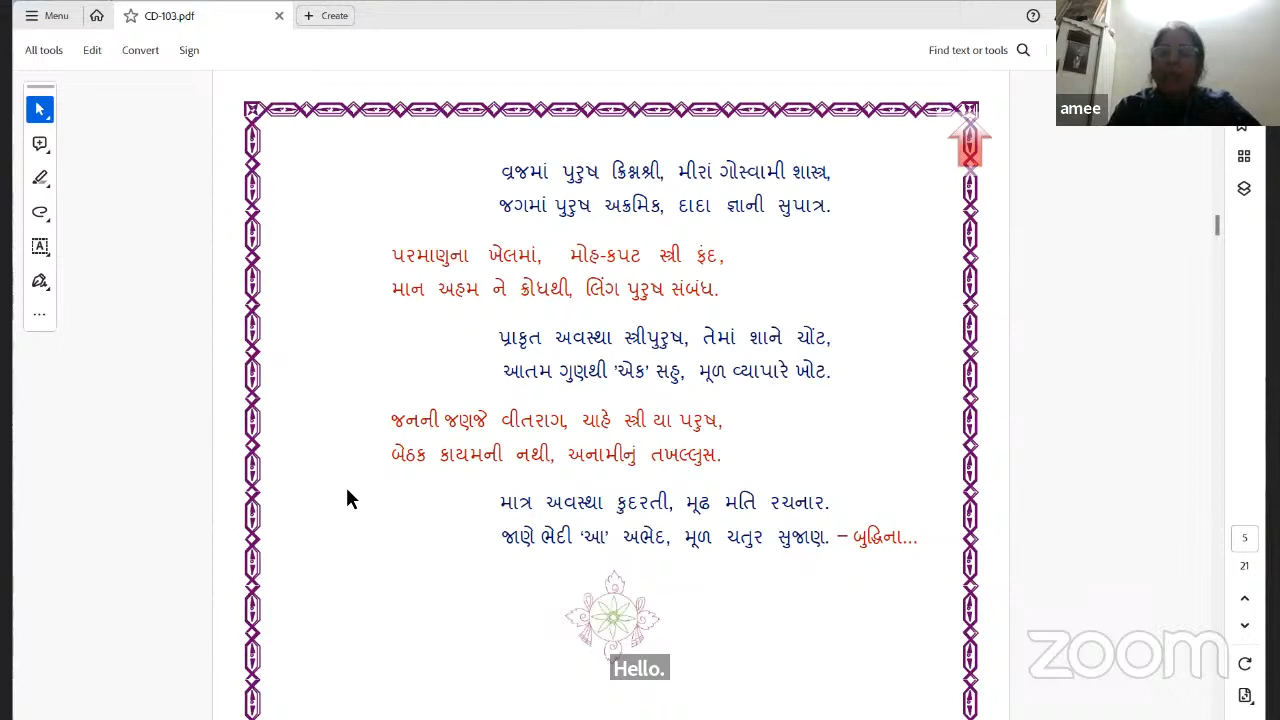 Menu
CD-103.pdf
Create
All tools
Edit
Convert
Sign
Find text or tools
amee
વ્રજમાં પુરુષ ક્રિશ્નશ્રી, મીરાં ગોસ્વામી શાસ્ત્ર,
જગમાં પુરુષ અક્રમિક, દાદા જ્ઞાની સુપાત્ર.
પરમાણુના ખેલમાં, મોહ-કપટ સ્ત્રી ફંદ,
માન અહમ ને ક્રોધથી, લિંગ પુરુષ સંબંધ.
પ્રાકૃત અવસ્થા સ્ત્રીપુરુષ, તેમાં શાને ચોંટ,
આતમ ગુણથી ‘એક’ સહુ, મૂળ વ્યાપારે ખોટ.
જનની જણજે વીતરાગ, ચાહે સ્ત્રી યા પરુષ,
બેઠક કાયમની નથી, અનામીનું તખલ્લુસ.
માત્ર અવસ્થા કુદરતી, મૂઢ મતિ રચનાર.
જાણે ભેદી ‘આ’ અભેદ, મૂળ ચતુર સુજાણ. – બુદ્ધિના...
5
21
Hello.
zoom